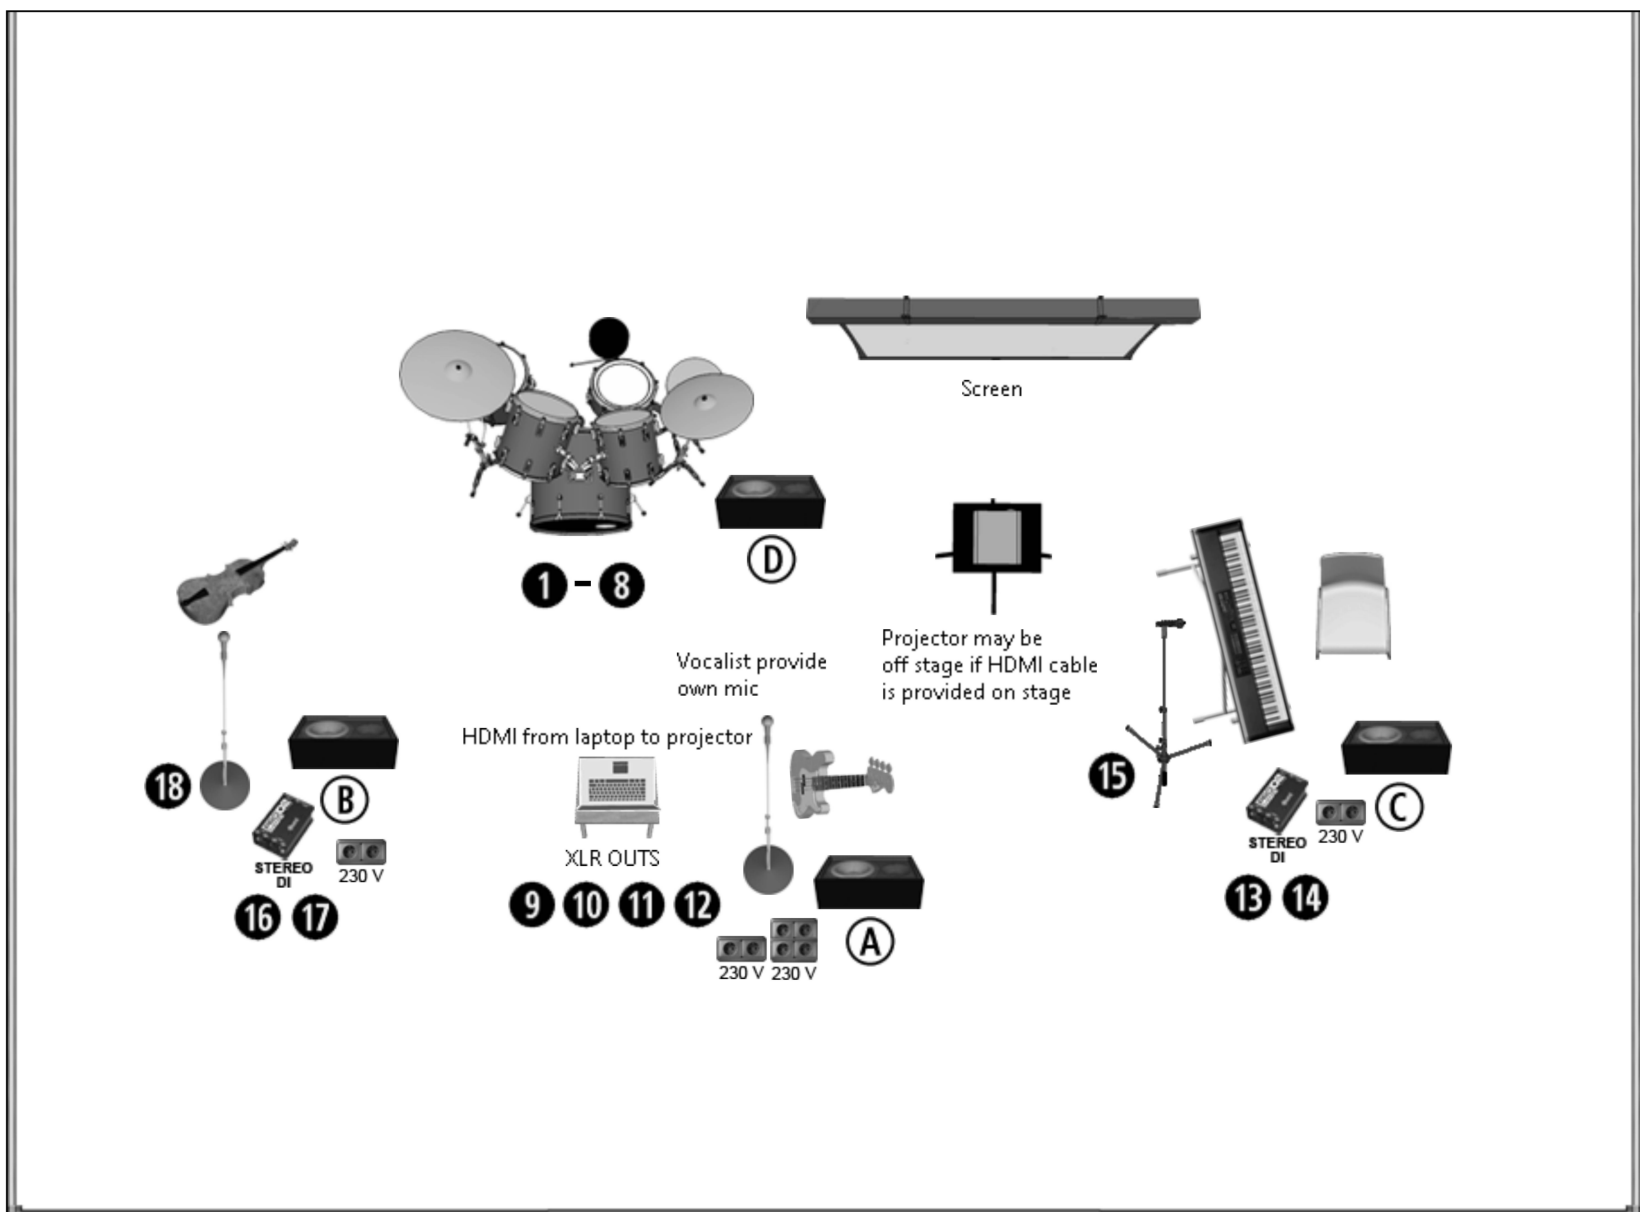 Screen
D
1 - 8
Projector may be
off stage if HDMI cable
is provided on stage
Vocalist provide
own mic
HDMI from laptop to projector
18
B
15
C
STEREO
DI
230 V
XLR OUTS
230 V
STEREO
DI
16 17
9 10 11 12
13 14
A
230 V 230 V